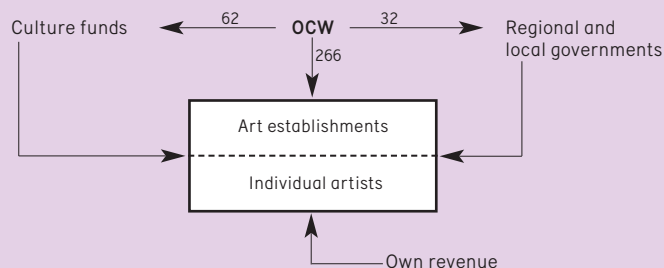 Culture funds
62
OCW
32
Regional and
local governments
266
Art establishments
Individual artists
Own revenue